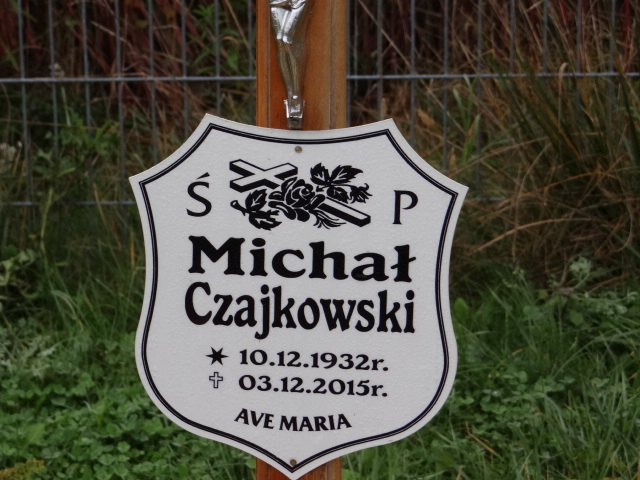 Ś P
Michał
Czajkowski
10.12.1932r.
03.12.2015r.
AVE MARIA